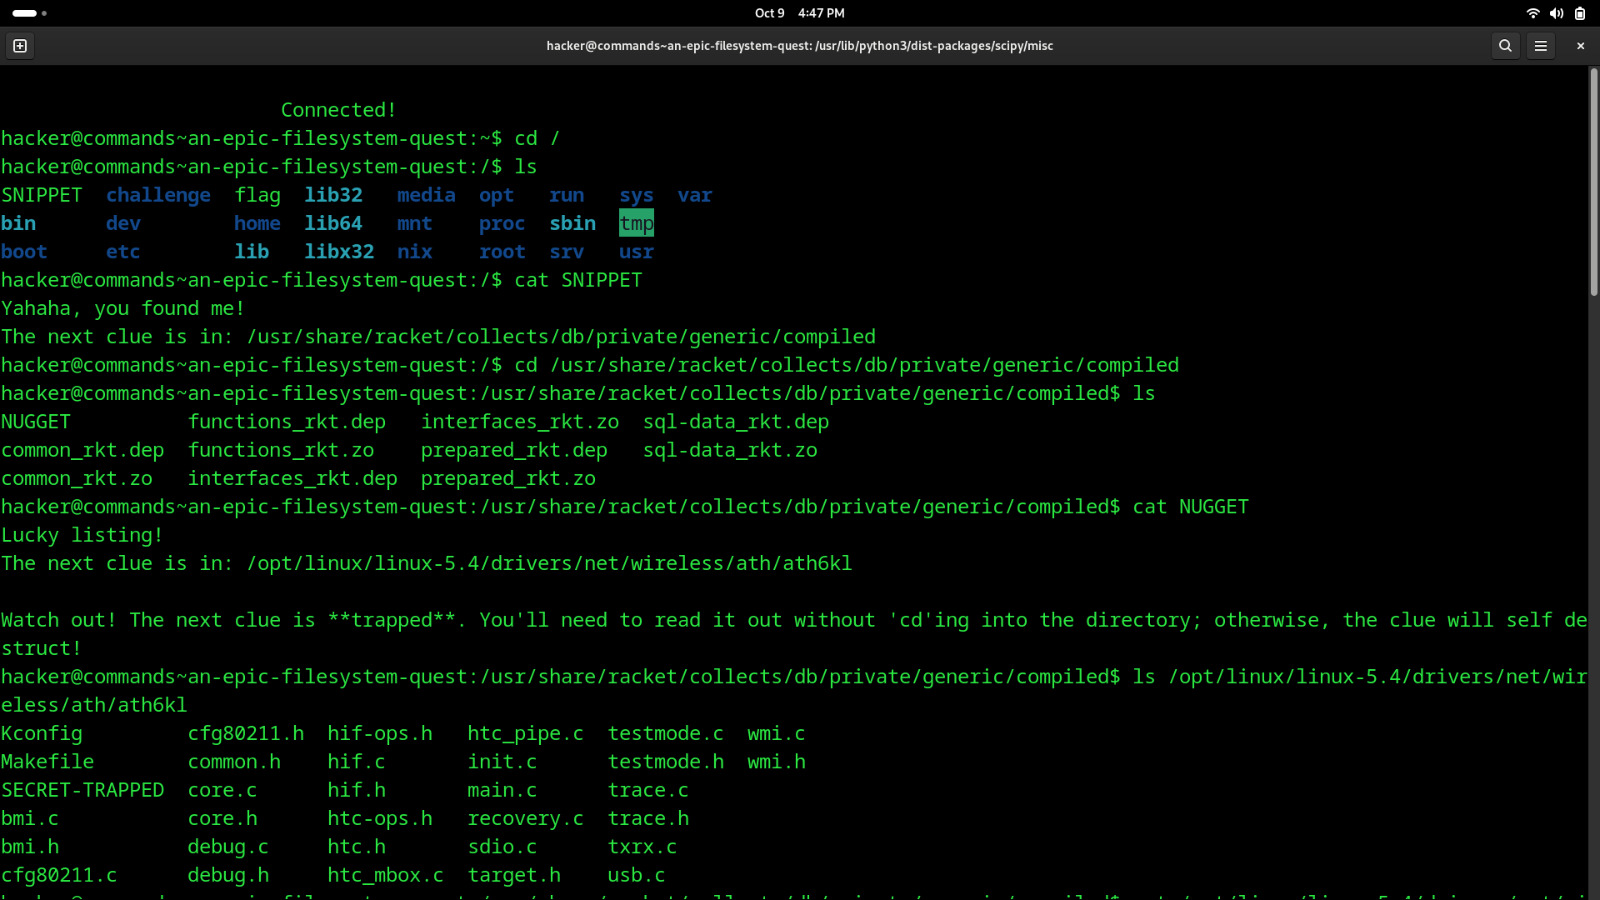 Oct 9 4:47 PM
hacker@commands~an-epic-filesystem-quest: /usr/lib/python3/dist-packages/scipy/misc
Connected!
hacker@commands~an-epic-filesystem-quest:~$ cd /
hacker@commands~an-epic-filesystem-quest:/$ ls
SNIPPET challenge flag lib32 media opt run sys var
bin dev home lib64 mnt proc sbin tmp
boot etc lib libx32 nix root srv usr
hacker@commands~an-epic-filesystem-quest:/$ cat SNIPPET
Yahaha, you found me!
The next clue is in: /usr/share/racket/collects/db/private/generic/compiled
hacker@commands~an-epic-filesystem-quest:/$ cd /usr/share/racket/collects/db/private/generic/compiled
hacker@commands~an-epic-filesystem-quest:/usr/share/racket/collects/db/private/generic/compiled$ ls
NUGGET functions_rkt.dep interfaces_rkt.zo sql-data_rkt.dep
common_rkt.dep functions_rkt.zo prepared_rkt.dep sql-data_rkt.zo
common_rkt.zo interfaces_rkt.dep prepared_rkt.zo
hacker@commands~an-epic-filesystem-quest:/usr/share/racket/collects/db/private/generic/compiled$ cat NUGGET
Lucky listing!
The next clue is in: /opt/linux/linux-5.4/drivers/net/wireless/ath/ath6kl
Watch out! The next clue is **trapped**. You'll need to read it out without 'cd'ing into the directory; otherwise, the clue will self de
struct!
hacker@commands~an-epic-filesystem-quest:/usr/share/racket/collects/db/private/generic/compiled$ ls /opt/linux/linux-5.4/drivers/net/wir
eless/ath/ath6kl
Kconfig cfg80211.h hif-ops.h htc_pipe.c testmode.c wmi.c
Makefile common.h hif.c init.c testmode.h wmi.h
SECRET-TRAPPED core.c hif.h main.c trace.c
bmi.c core.h htc-ops.h recovery.c trace.h
bmi.h debug.c htc.h sdio.c txrx.c
cfg80211.c debug.h htc_mbox.c target.h usb.c